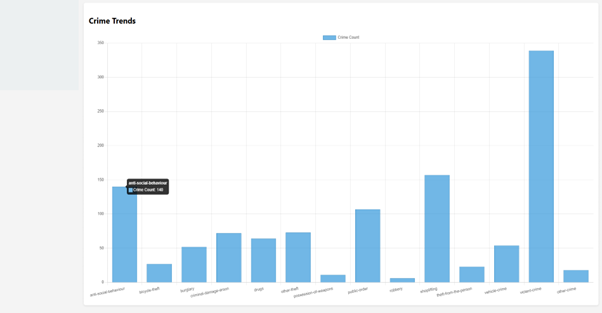 Crime Trends
Crime Count
350
300
250
200
150
100
50
0
anti-social-behaviour
Crime Count: 140
anti-social-behaviour
bicycle-theft
burglary
criminal-damage-arson
drugs
other-theft
possession-of-weapons
public-order
robbery
shoplifting
theft-from-the-person
vehicle-crime
violent-crime
other-crime